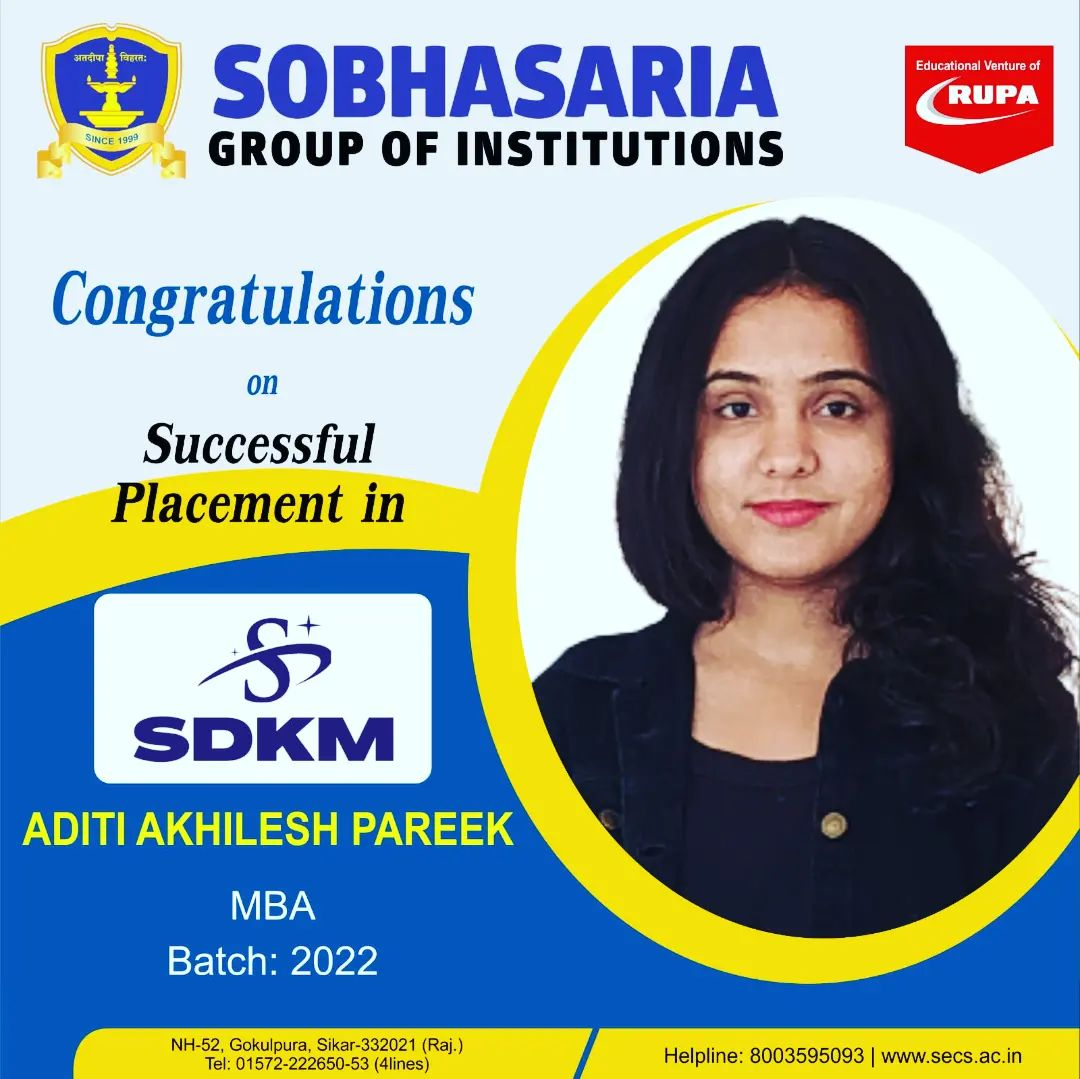 अतदीपा विहरत:
SINCE 1999
SOBHASARIA
GROUP OF INSTITUTIONS
Educational Venture of
RUPA
Congratulations
on
Successful
Placement in
S
SDKM
ADITI AKHILESH PAREEK
MBA
Batch: 2022
NH-52, Gokulpura, Sikar-332021 (Raj.)
Tel: 01572-222650-53 (4lines)
Helpline: 8003595093 | www.secs.ac.in